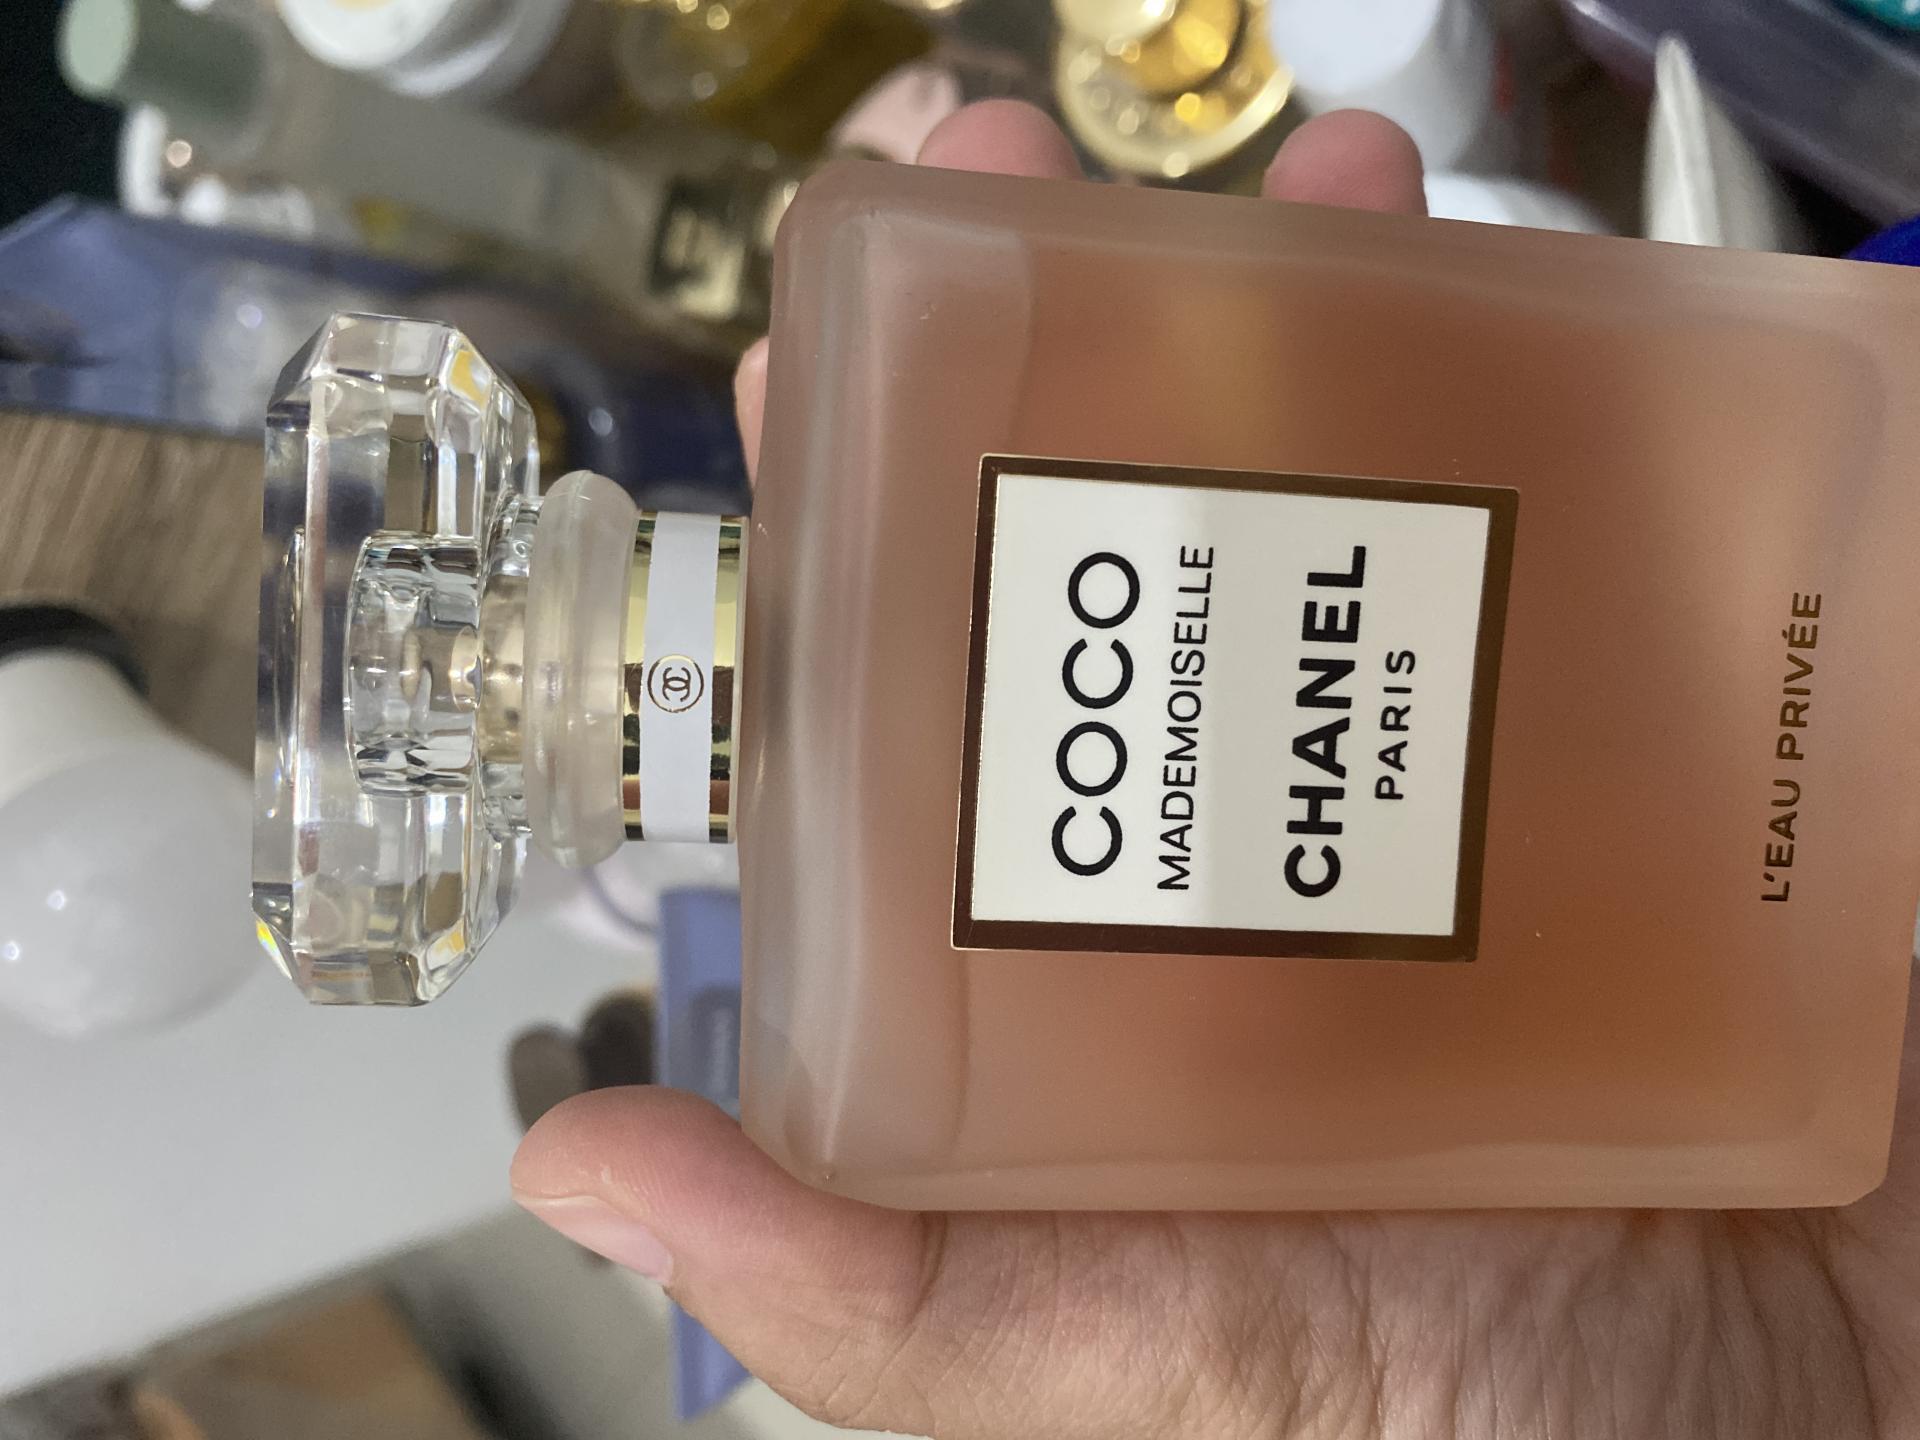 COCO
MADEMOISELLE
CHANEL
PARIS
L'EAU PRIVÉE